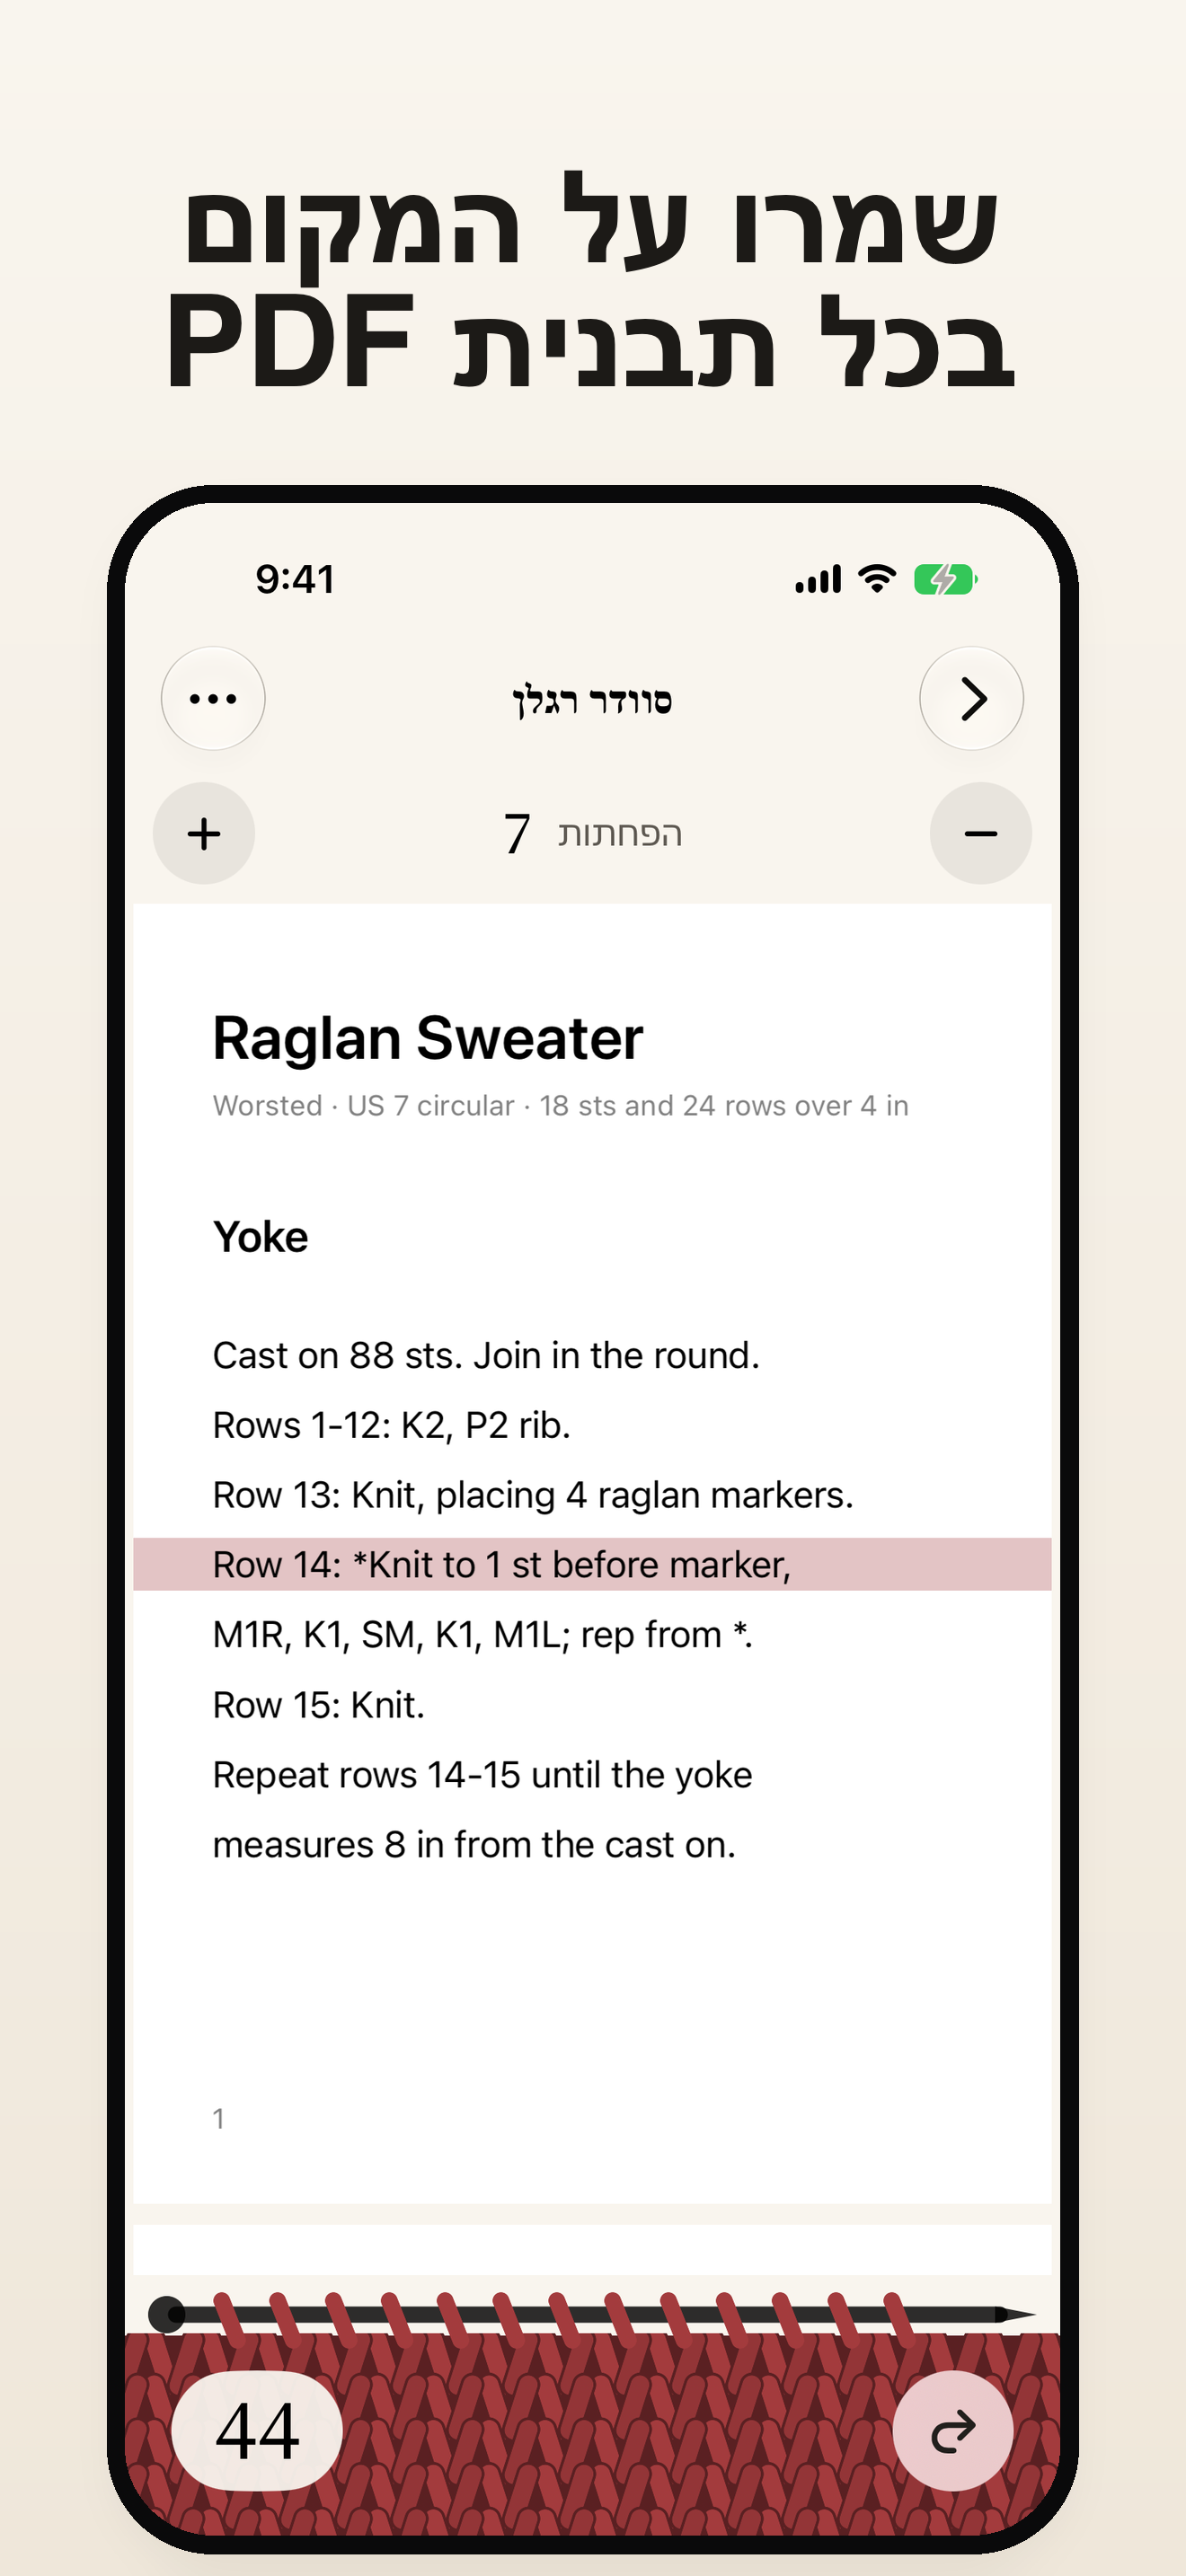 שמרו על המקום
בכל תבנית PDF
9:41
סוודר רגלן
הפחתות 7
Raglan Sweater
Worsted · US 7 circular · 18 sts and 24 rows over 4 in
Yoke
Cast on 88 sts. Join in the round.
Rows 1-12: K2, P2 rib.
Row 13: Knit, placing 4 raglan markers.
Row 14: *Knit to 1 st before marker,
M1R, K1, SM, K1, M1L; rep from *.
Row 15: Knit.
Repeat rows 14-15 until the yoke
measures 8 in from the cast on.
1
44